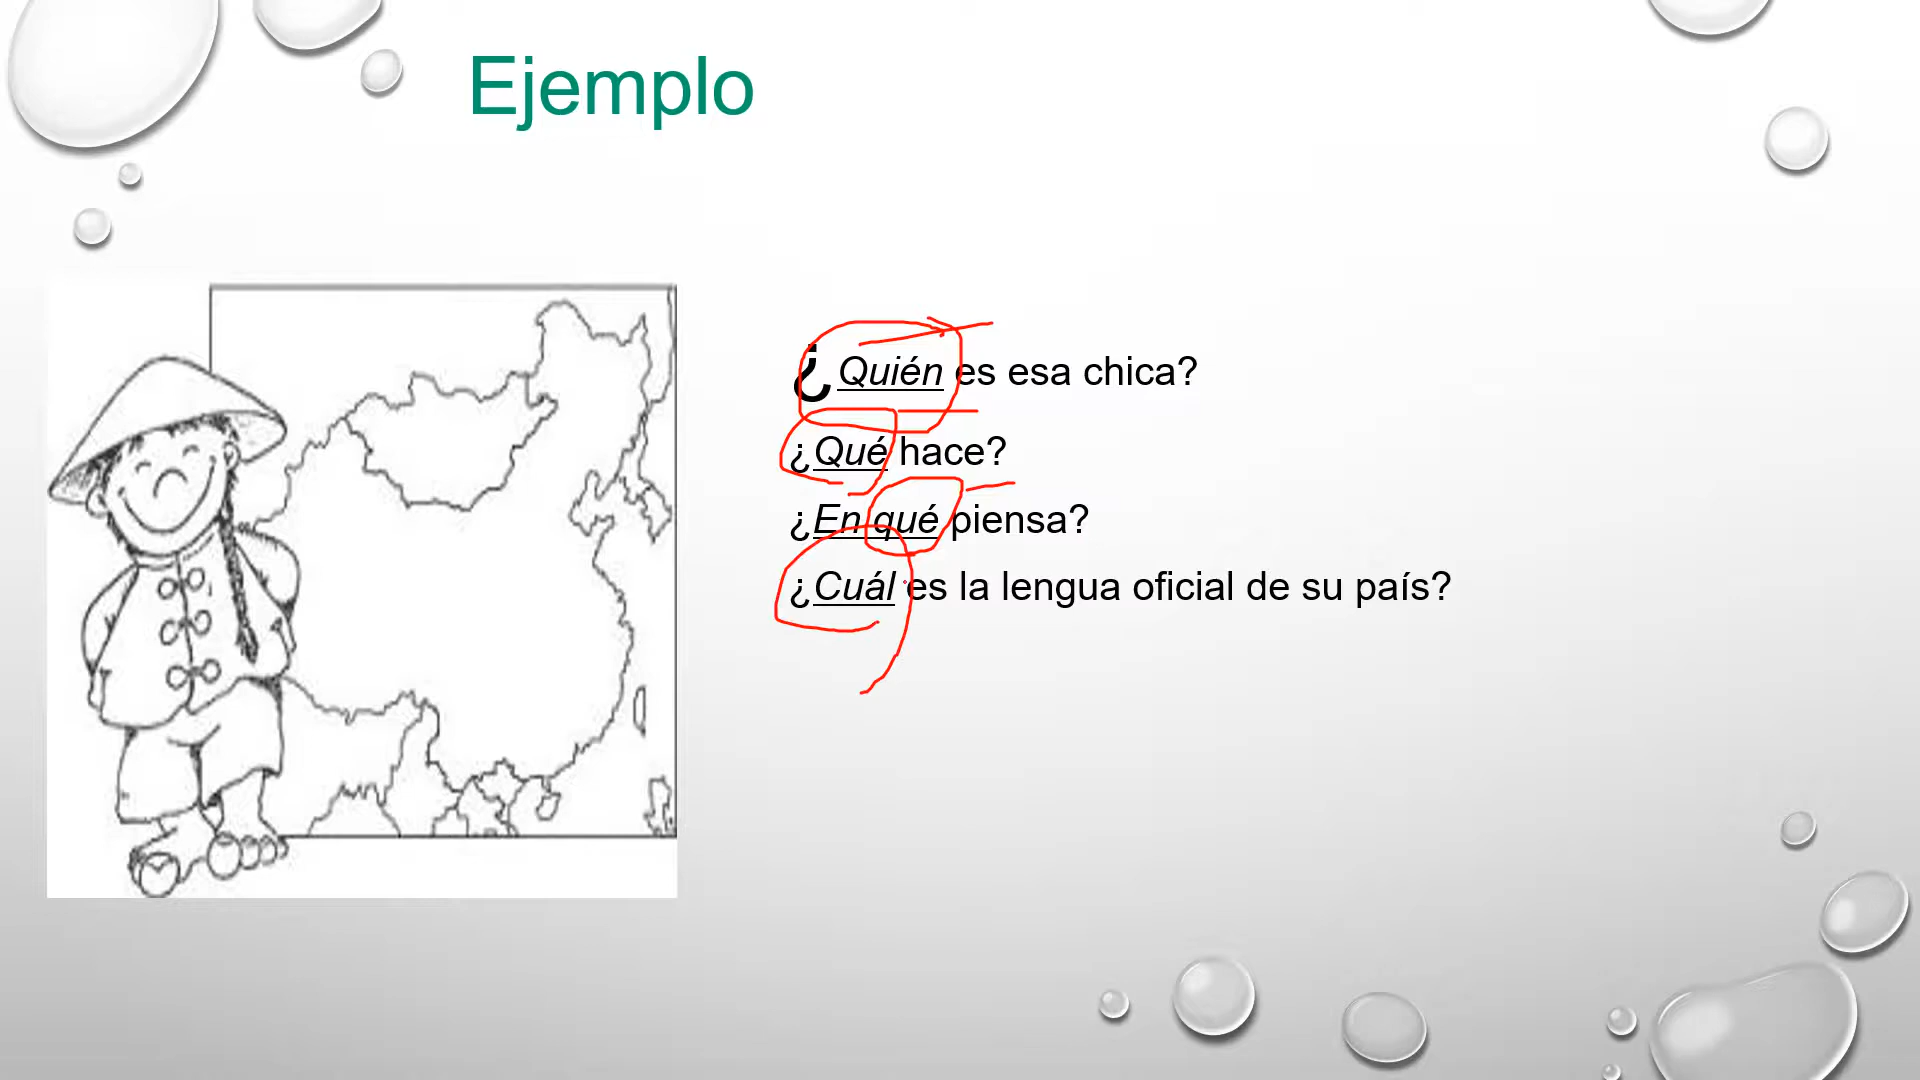 Ejemplo
¿Quién es esa chica?
¿Qué hace?
¿En qué piensa?
¿Cuál es la lengua oficial de su país?